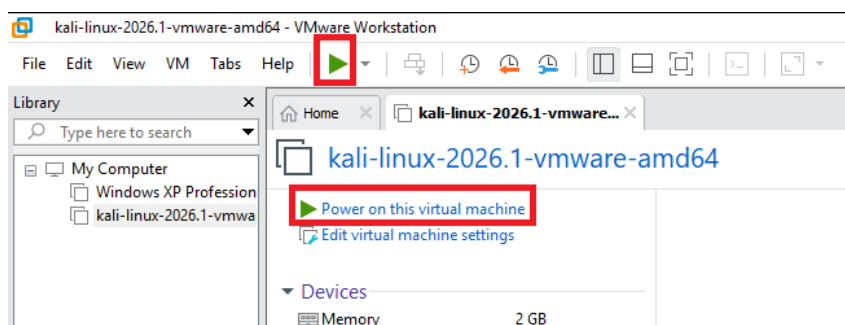 kali-linux-2026.1-vmware-amd64 - VMware Workstation
File Edit View VM Tabs Help
Library
Type here to search
My Computer
Windows XP Profession
kali-linux-2026.1-vmwa
Home
kali-linux-2026.1-vmware...
kali-linux-2026.1-vmware-amd64
Power on this virtual machine
Edit virtual machine settings
Devices
Memory 2 GB